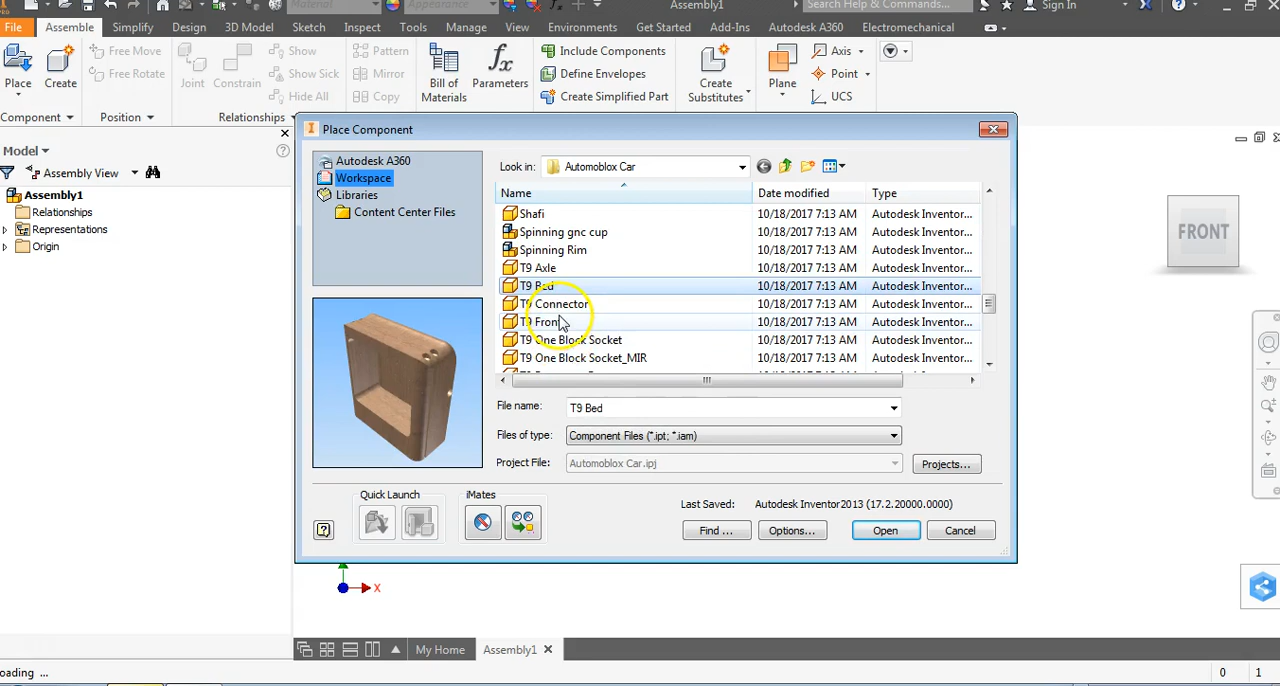 Material
Appearance
Assembly1
Search Help & Commands...
Sign In
File
Assemble
Simplify
Design
3D Model
Sketch
Inspect
Tools
Manage
View
Environments
Get Started
Add-Ins
Autodesk A360
Electromechanical
Place
Create
Free Move
Free Rotate
Joint
Constrain
Show
Show Sick
Hide All
Pattern
Mirror
Copy
Bill of
Materials
Parameters
Include Components
Define Envelopes
Create Simplified Part
Create
Substitutes
Plane
Axis
Point
UCS
Component
Position
Relationships
Model
Assembly View
Assembly1
Relationships
Representations
Origin
Place Component
Autodesk A360
Workspace
Libraries
Content Center Files
Look in:
Automoblox Car
Name
Date modified
Type
Shafi 10/18/2017 7:13 AM Autodesk Inventor...
Spinning gnc cup 10/18/2017 7:13 AM Autodesk Inventor...
Spinning Rim 10/18/2017 7:13 AM Autodesk Inventor...
T9 Axle 10/18/2017 7:13 AM Autodesk Inventor...
T9 Bed 10/18/2017 7:13 AM Autodesk Inventor...
T9 Connector 10/18/2017 7:13 AM Autodesk Inventor...
T9 Front 10/18/2017 7:13 AM Autodesk Inventor...
T9 One Block Socket 10/18/2017 7:13 AM Autodesk Inventor...
T9 One Block Socket_MIR 10/18/2017 7:13 AM Autodesk Inventor...
File name:
T9 Bed
Files of type:
Component Files (*.ipt; *.iam)
Project File:
Automoblox Car.ipj
Projects...
Quick Launch
iMates
Last Saved:
Autodesk Inventor2013 (17.2.20000.0000)
Find ...
Options...
Open
Cancel
FRONT
X
My Home
Assembly1
oading ...
0
1